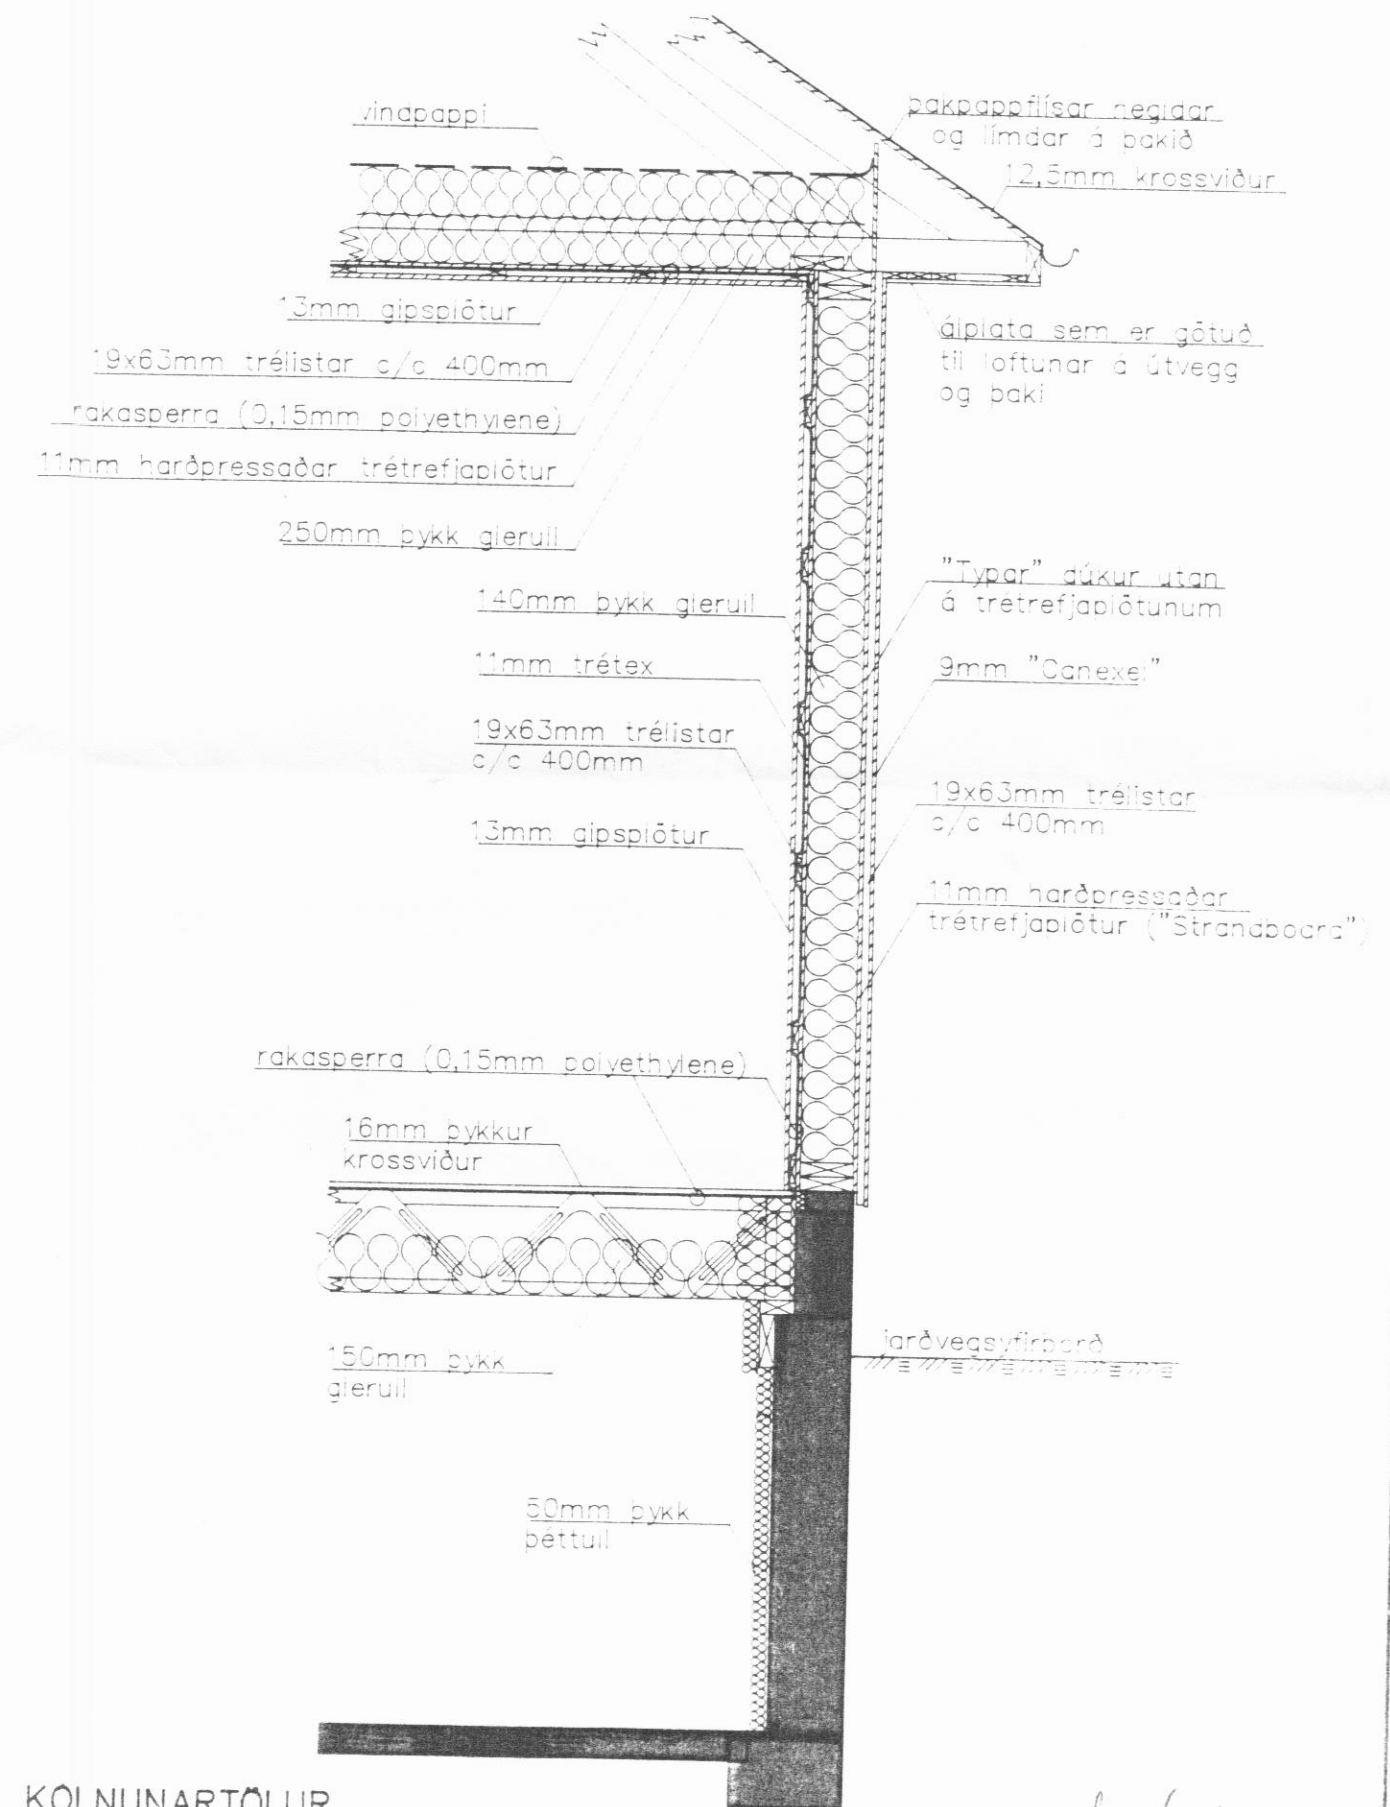 vindpappi
þakpappflísar negldar
og límdar á þakið
12,5mm krossviður
13mm gipsplötur
19x63mm trélistar c/c 400mm
rakasperra (0,15mm polyethylene)
11mm harðpressaðar trétrefjaplötur
250mm þykk glerull
álplata sem er götuð
til loftunar á útvegg
og þaki
"Typar" dúkur utan
á trétrefjaplötunum
140mm þykk glerull
11mm trétex
9mm "Canexel"
19x63mm trélistar
c/c 400mm
19x63mm trélistar
c/c 400mm
13mm gipsplötur
11mm harðpressaðar
trétrefjaplötur ("Strandboard")
rakasperra (0,15mm polyethylene)
16mm þykkur
krossviður
jarðvegsyfirborð
150mm þykk
glerull
50mm þykk
þéttull
KÓLNUNARTÖLUR